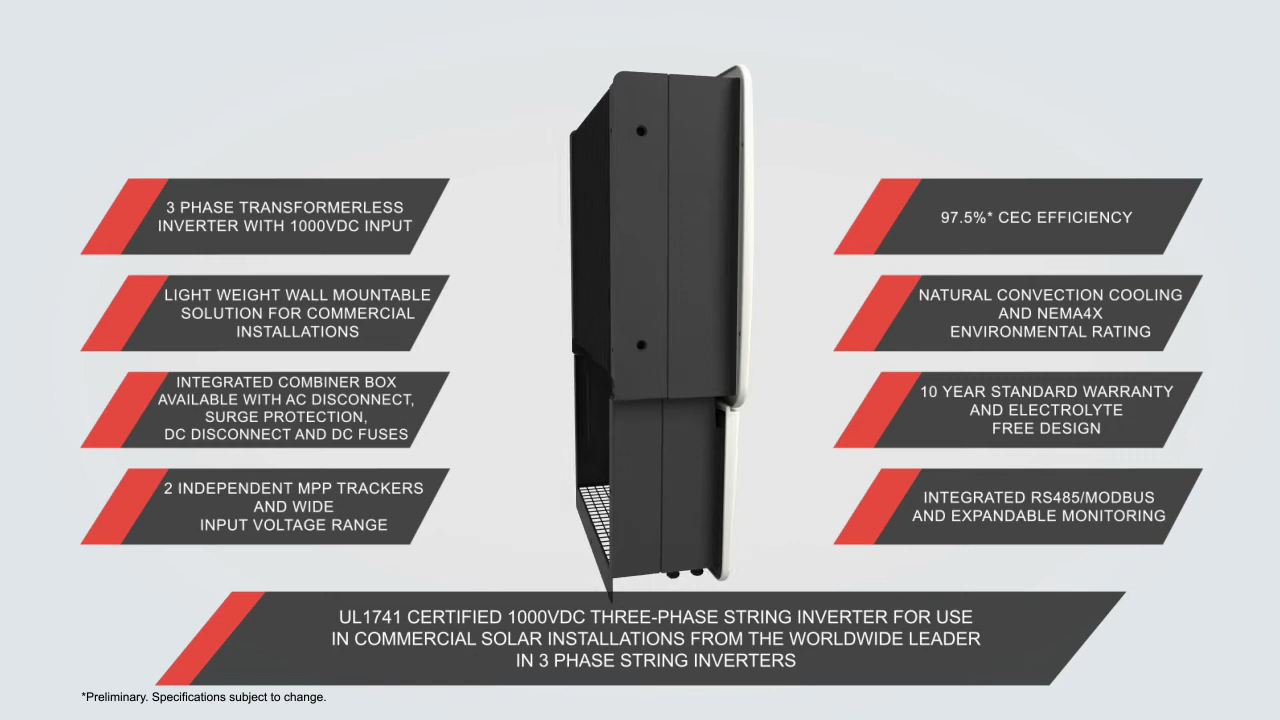 3 PHASE TRANSFORMERLESS
INVERTER WITH 1000VDC INPUT
LIGHT WEIGHT WALL MOUNTABLE
SOLUTION FOR COMMERCIAL
INSTALLATIONS
INTEGRATED COMBINER BOX
AVAILABLE WITH AC DISCONNECT,
SURGE PROTECTION,
DC DISCONNECT AND DC FUSES
2 INDEPENDENT MPP TRACKERS
AND WIDE
INPUT VOLTAGE RANGE
97.5%* CEC EFFICIENCY
NATURAL CONVECTION COOLING
AND NEMA4X
ENVIRONMENTAL RATING
10 YEAR STANDARD WARRANTY
AND ELECTROLYTE
FREE DESIGN
INTEGRATED RS485/MODBUS
AND EXPANDABLE MONITORING
UL1741 CERTIFIED 1000VDC THREE-PHASE STRING INVERTER FOR USE
IN COMMERCIAL SOLAR INSTALLATIONS FROM THE WORLDWIDE LEADER
IN 3 PHASE STRING INVERTERS
*Preliminary. Specifications subject to change.